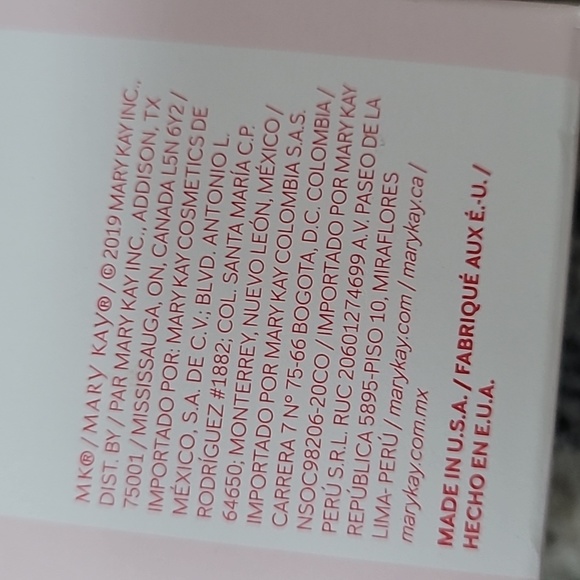 MK® / MARY KAY® / © 2019 MARY KAY INC.,
DIST. BY / PAR MARY KAY INC., ADDISON, TX
75001 / MISSISSAUGA, ON, CANADA L5N 6Y2 /
IMPORTADO POR: MARY KAY COSMETICS DE
MÉXICO, S.A. DE C.V.; BLVD. ANTONIO L.
RODRÍGUEZ #1882; COL. SANTA MARÍA C.P.
64650; MONTERREY, NUEVO LEÓN, MÉXICO /
IMPORTADO POR MARY KAY COLOMBIA S.A.S.
CARRERA 7 Nº 75-66 BOGOTA, D.C. COLOMBIA /
NSOC98206-20CO / IMPORTADO POR MARY KAY
PERÚ S.R.L. RUC 20601274699 A.V. PASEO DE LA
REPÚBLICA 5895-PISO 10, MIRAFLORES
LIMA- PERÚ / marykay.com / marykay.ca /
marykay.com.mx
MADE IN U.S.A. / FABRIQUÉ AUX É.-U. /
HECHO EN E.U.A.